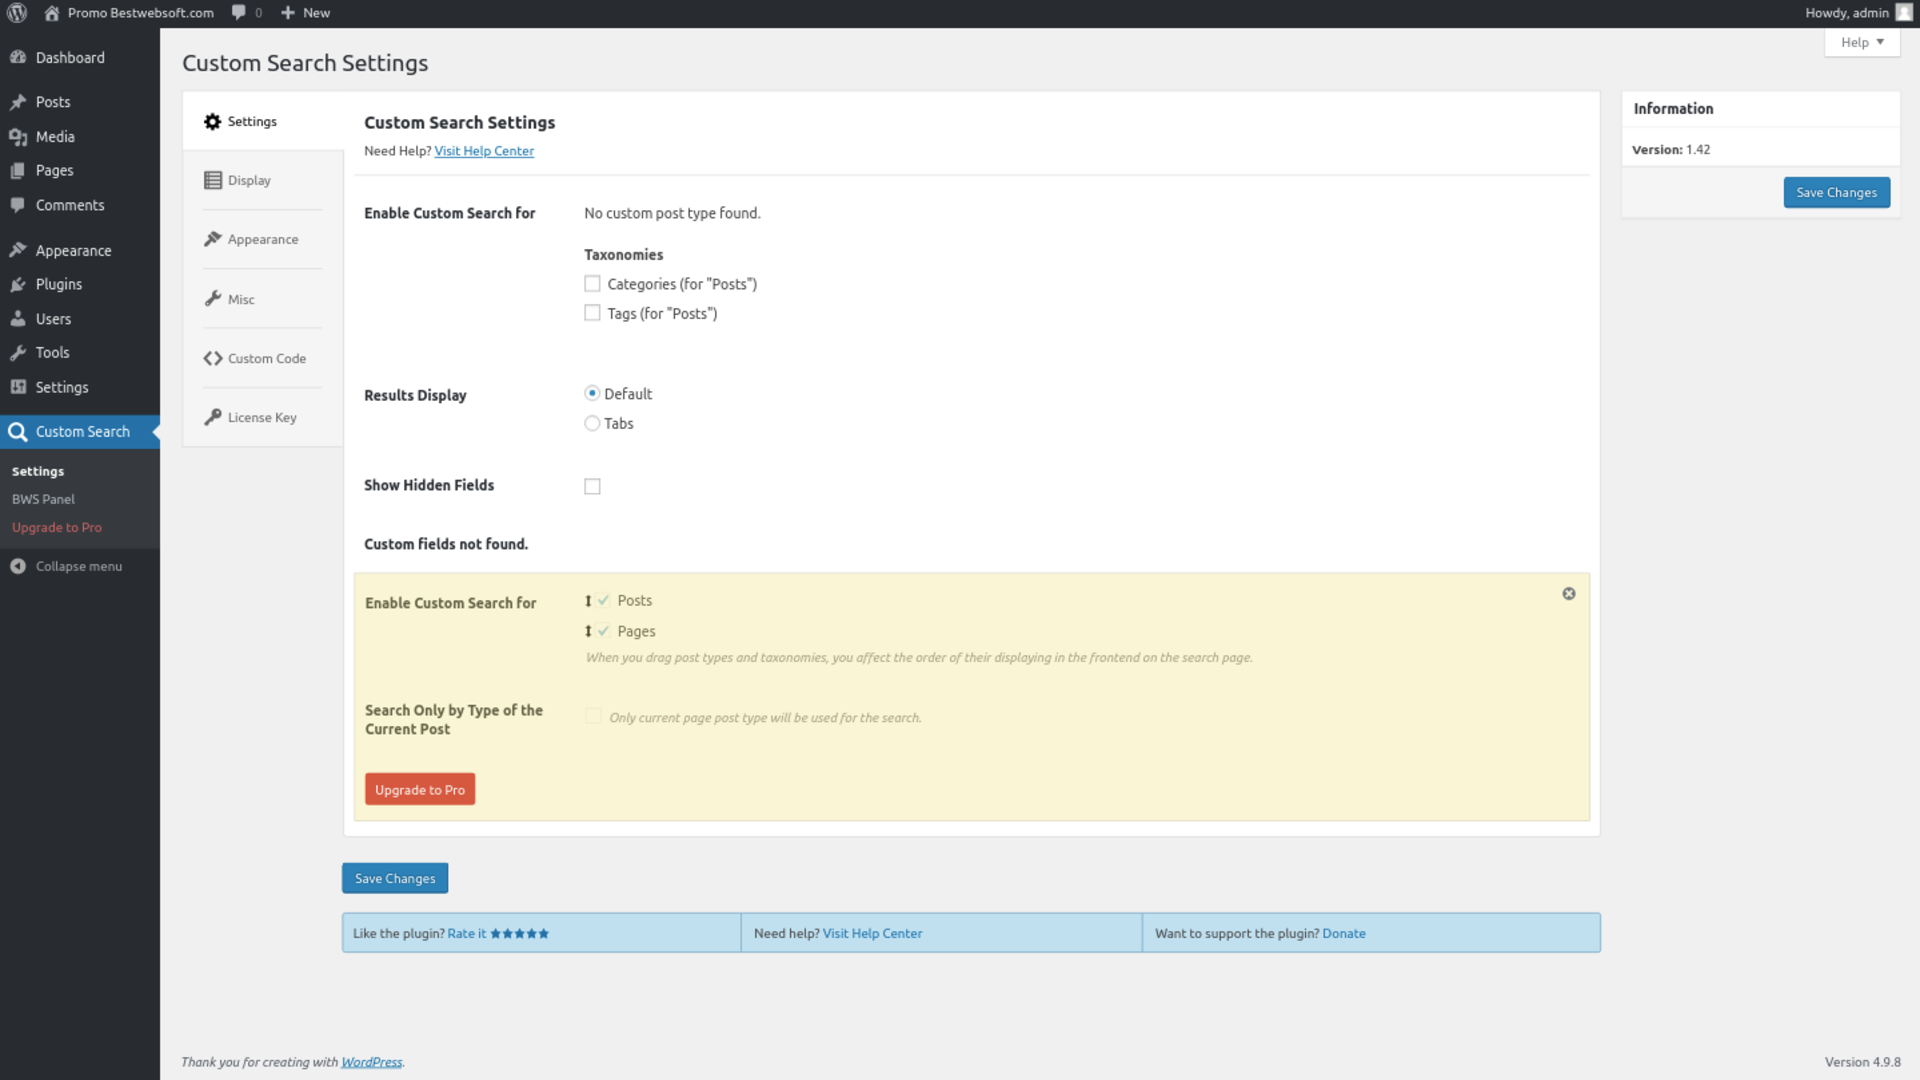 Promo Bestwebsoft.com 0 New Howdy, admin
Help
Dashboard
Posts
Media
Pages
Comments
Appearance
Plugins
Users
Tools
Settings
Custom Search
Settings
BWS Panel
Upgrade to Pro
Collapse menu
Custom Search Settings
Settings
Display
Appearance
Misc
Custom Code
License Key
Custom Search Settings
Need Help? Visit Help Center
Enable Custom Search for
No custom post type found.
Taxonomies
Categories (for "Posts")
Tags (for "Posts")
Results Display
Default
Tabs
Show Hidden Fields
Custom fields not found.
Enable Custom Search for
Posts
Pages
When you drag post types and taxonomies, you affect the order of their displaying in the frontend on the search page.
Search Only by Type of the
Current Post
Only current page post type will be used for the search.
Upgrade to Pro
Information
Version: 1.42
Save Changes
Save Changes
Like the plugin? Rate it
Need help? Visit Help Center
Want to support the plugin? Donate
Thank you for creating with WordPress.
Version 4.9.8